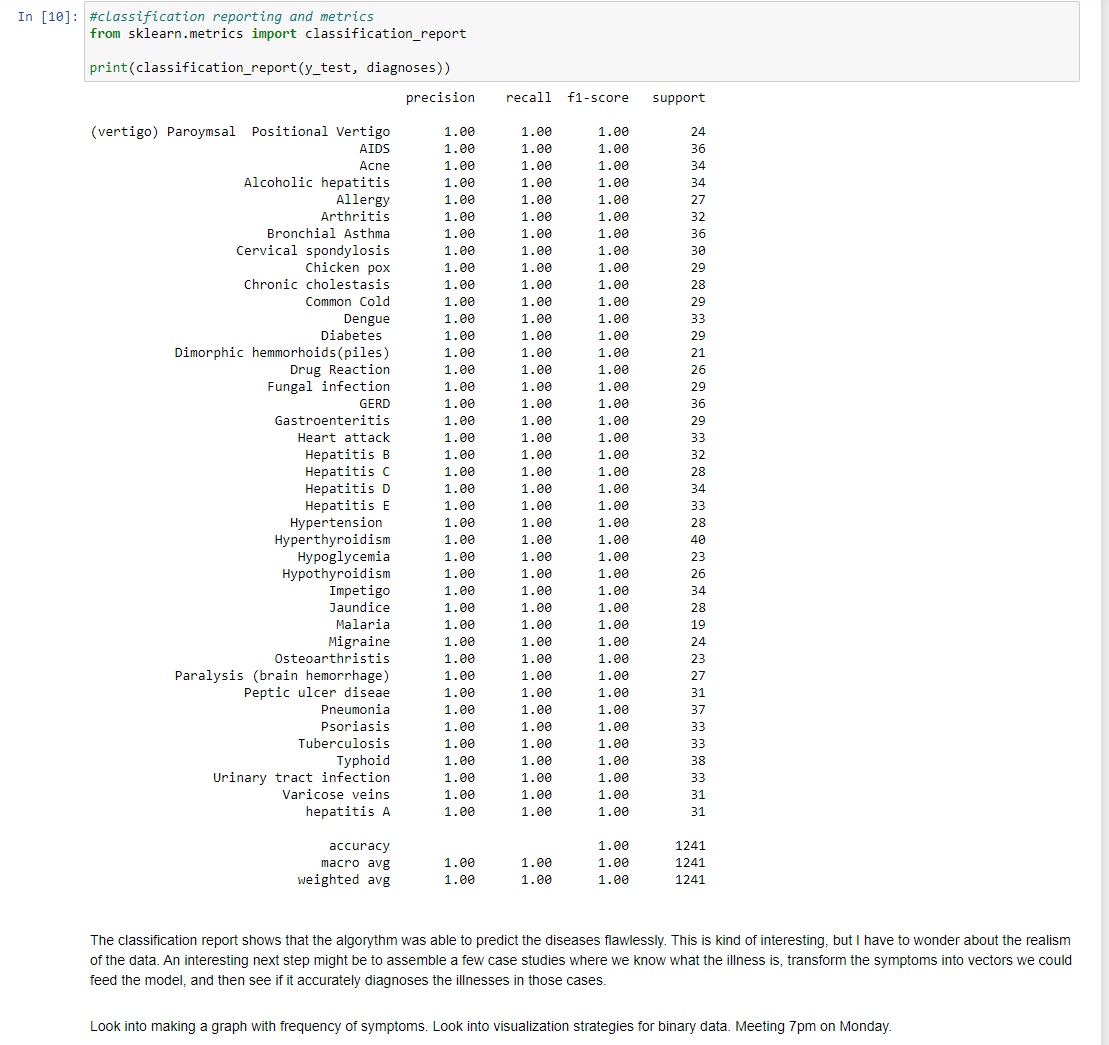 In [10]: #classification reporting and metrics
from sklearn.metrics import classification_report
print(classification_report(y_test, diagnoses))
precision recall f1-score support
(vertigo) Paroymsal  Positional Vertigo 1.00 1.00 1.00 24
AIDS 1.00 1.00 1.00 36
Acne 1.00 1.00 1.00 34
Alcoholic hepatitis 1.00 1.00 1.00 34
Allergy 1.00 1.00 1.00 27
Arthritis 1.00 1.00 1.00 32
Bronchial Asthma 1.00 1.00 1.00 36
Cervical spondylosis 1.00 1.00 1.00 30
Chicken pox 1.00 1.00 1.00 29
Chronic cholestasis 1.00 1.00 1.00 28
Common Cold 1.00 1.00 1.00 29
Dengue 1.00 1.00 1.00 33
Diabetes 1.00 1.00 1.00 29
Dimorphic hemmorhoids(piles) 1.00 1.00 1.00 21
Drug Reaction 1.00 1.00 1.00 26
Fungal infection 1.00 1.00 1.00 29
GERD 1.00 1.00 1.00 36
Gastroenteritis 1.00 1.00 1.00 29
Heart attack 1.00 1.00 1.00 33
Hepatitis B 1.00 1.00 1.00 32
Hepatitis C 1.00 1.00 1.00 28
Hepatitis D 1.00 1.00 1.00 34
Hepatitis E 1.00 1.00 1.00 33
Hypertension 1.00 1.00 1.00 28
Hyperthyroidism 1.00 1.00 1.00 40
Hypoglycemia 1.00 1.00 1.00 23
Hypothyroidism 1.00 1.00 1.00 26
Impetigo 1.00 1.00 1.00 34
Jaundice 1.00 1.00 1.00 28
Malaria 1.00 1.00 1.00 19
Migraine 1.00 1.00 1.00 24
Osteoarthristis 1.00 1.00 1.00 23
Paralysis (brain hemorrhage) 1.00 1.00 1.00 27
Peptic ulcer diseae 1.00 1.00 1.00 31
Pneumonia 1.00 1.00 1.00 37
Psoriasis 1.00 1.00 1.00 33
Tuberculosis 1.00 1.00 1.00 33
Typhoid 1.00 1.00 1.00 38
Urinary tract infection 1.00 1.00 1.00 33
Varicose veins 1.00 1.00 1.00 31
hepatitis A 1.00 1.00 1.00 31
accuracy 1.00 1241
macro avg 1.00 1.00 1.00 1241
weighted avg 1.00 1.00 1.00 1241
The classification report shows that the algorythm was able to predict the diseases flawlessly. This is kind of interesting, but I have to wonder about the realism
of the data. An interesting next step might be to assemble a few case studies where we know what the illness is, transform the symptoms into vectors we could
feed the model, and then see if it accurately diagnoses the illnesses in those cases.
Look into making a graph with frequency of symptoms. Look into visualization strategies for binary data. Meeting 7pm on Monday.